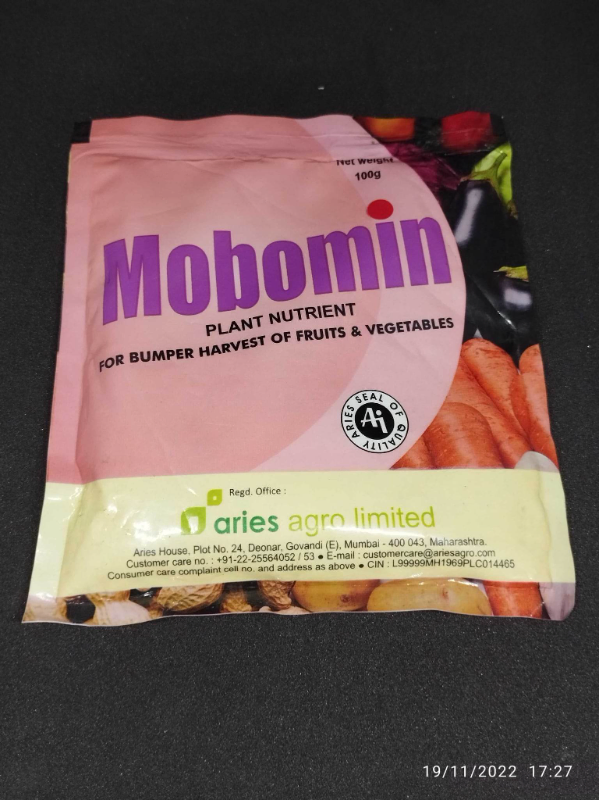 Net weight
100g
Mobomin
PLANT NUTRIENT
FOR BUMPER HARVEST OF FRUITS & VEGETABLES
ARIES SEAL OF QUALITY
Ai
Regd. Office :
aries agro limited
Aries House, Plot No. 24, Deonar, Govandi (E), Mumbai - 400 043, Maharashtra.
Customer care no. : +91-22-25564052 / 53 ● E-mail : customercare@ariesagro.com
Consumer care complaint cell no. and address as above ● CIN : L99999MH1969PLC014465
19/11/2022 17:27